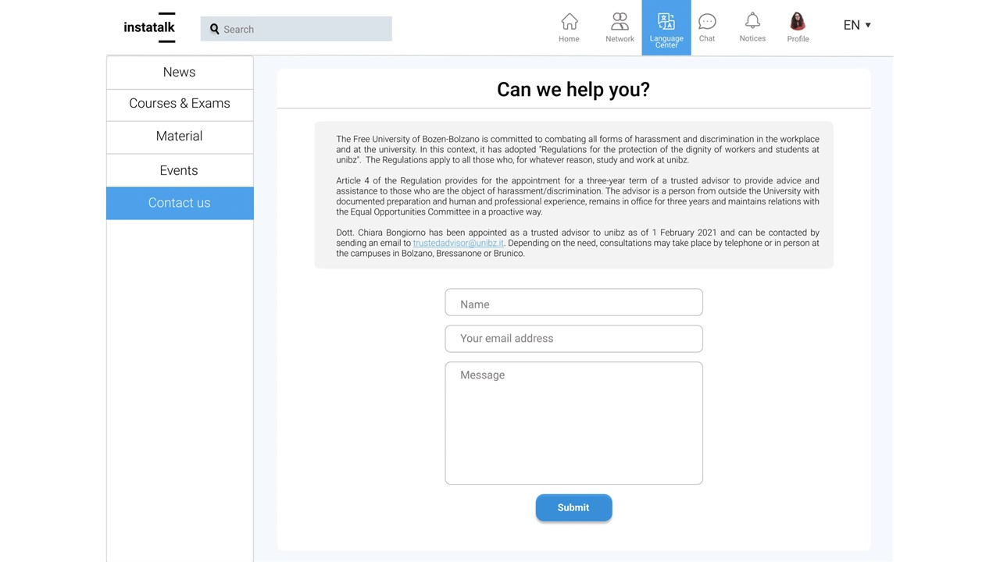 instatalk
Search
Home
Network
Language
Center
Chat
Notices
Profile
EN
News
Courses & Exams
Material
Events
Contact us
Can we help you?
The Free University of Bozen-Bolzano is committed to combating all forms of harassment and discrimination in the workplace
and at the university. In this context, it has adopted "Regulations for the protection of the dignity of workers and students at
unibz". The Regulations apply to all those who, for whatever reason, study and work at unibz.
Article 4 of the Regulation provides for the appointment for a three-year term of a trusted advisor to provide advice and
assistance to those who are the object of harassment/discrimination. The advisor is a person from outside the University with
documented preparation and human and professional experience, remains in office for three years and maintains relations with
the Equal Opportunities Committee in a proactive way.
Dott. Chiara Bongiorno has been appointed as a trusted advisor to unibz as of 1 February 2021 and can be contacted by
sending an email to trustedadvisor@unibz.it. Depending on the need, consultations may take place by telephone or in person at
the campuses in Bolzano, Bressanone or Brunico.
Name
Your email address
Message
Submit